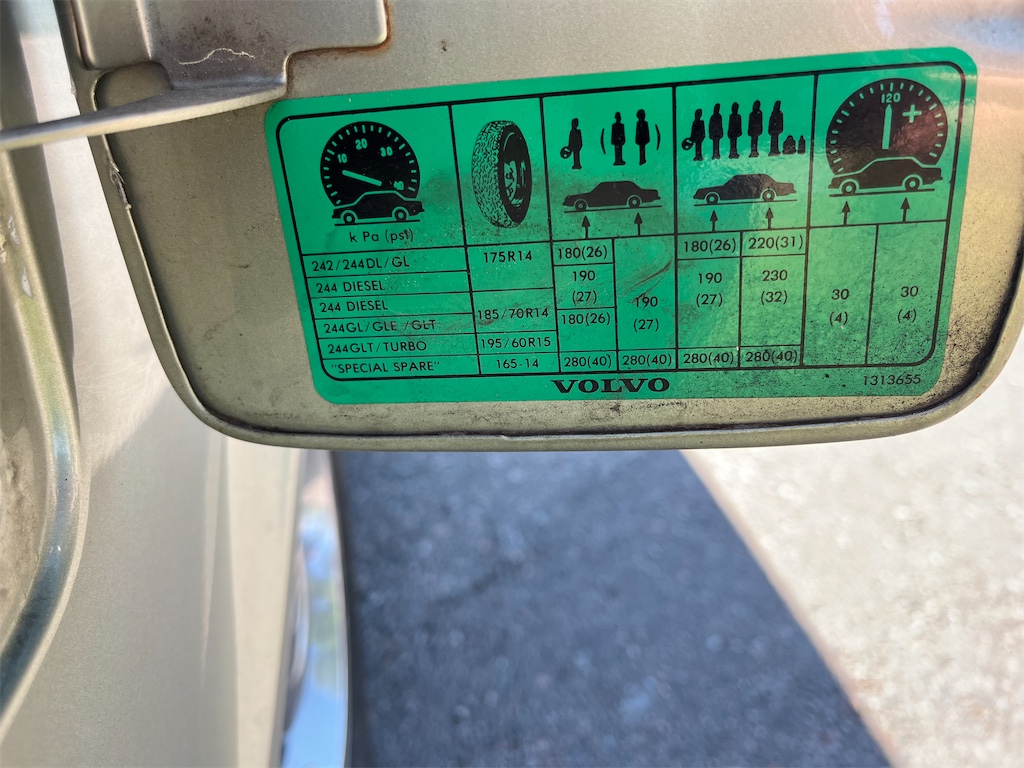 10 20 30 40
120 +
( )
k Pa (psi)
242/244DL/GL 175R14 180(26) 180(26) 220(31)
244 DIESEL 190 (27) 190 (27) 230 (32)
244 DIESEL 185/70R14 190 (27) 30 (4) 30 (4)
244GL/GLE/GLT 180(26)
244GLT/TURBO 195/60R15
"SPECIAL SPARE" 165-14 280(40) 280(40) 280(40) 280(40)
VOLVO 1313655